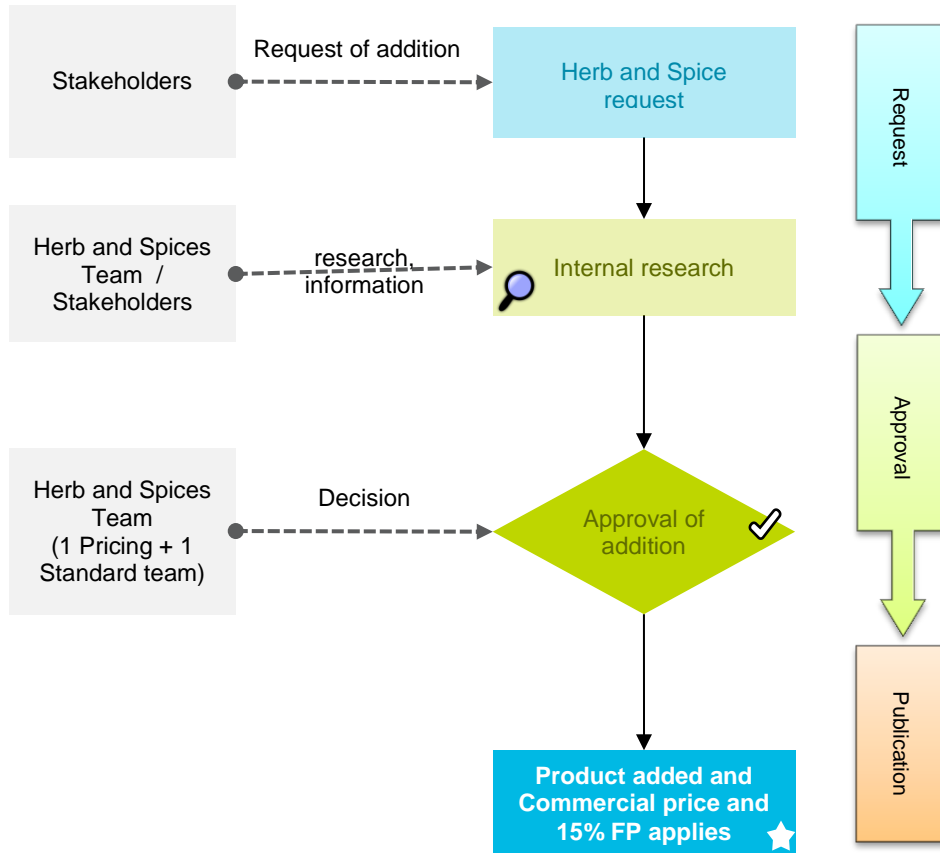 Stakeholders
Request of addition
Herb and Spice
request
Request
Herb and Spices
Team /
Stakeholders
research,
information
Internal research
Approval
Herb and Spices
Team
(1 Pricing + 1
Standard team)
Decision
Approval of
addition
Publication
Product added and
Commercial price and
15% FP applies